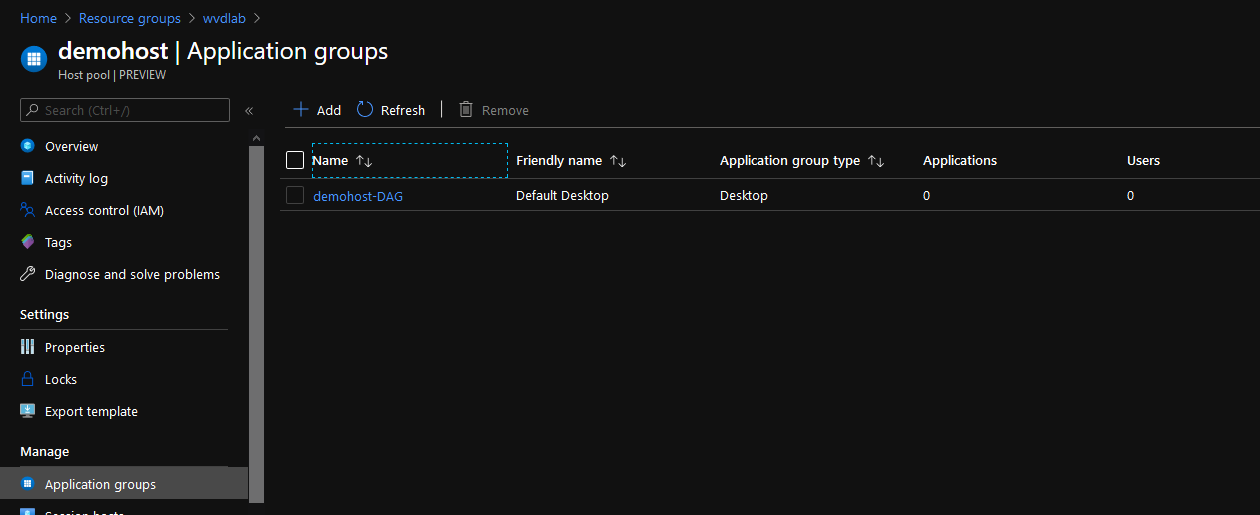 Home > Resource groups > wvdlab >
demohost | Application groups
Host pool | PREVIEW
Search (Ctrl+/)
«
Add
Refresh
Remove
Overview
Activity log
Access control (IAM)
Tags
Diagnose and solve problems
Settings
Properties
Locks
Export template
Manage
Application groups
Session hosts
Name Friendly name Application group type Applications Users
demohost-DAG Default Desktop Desktop 0 0